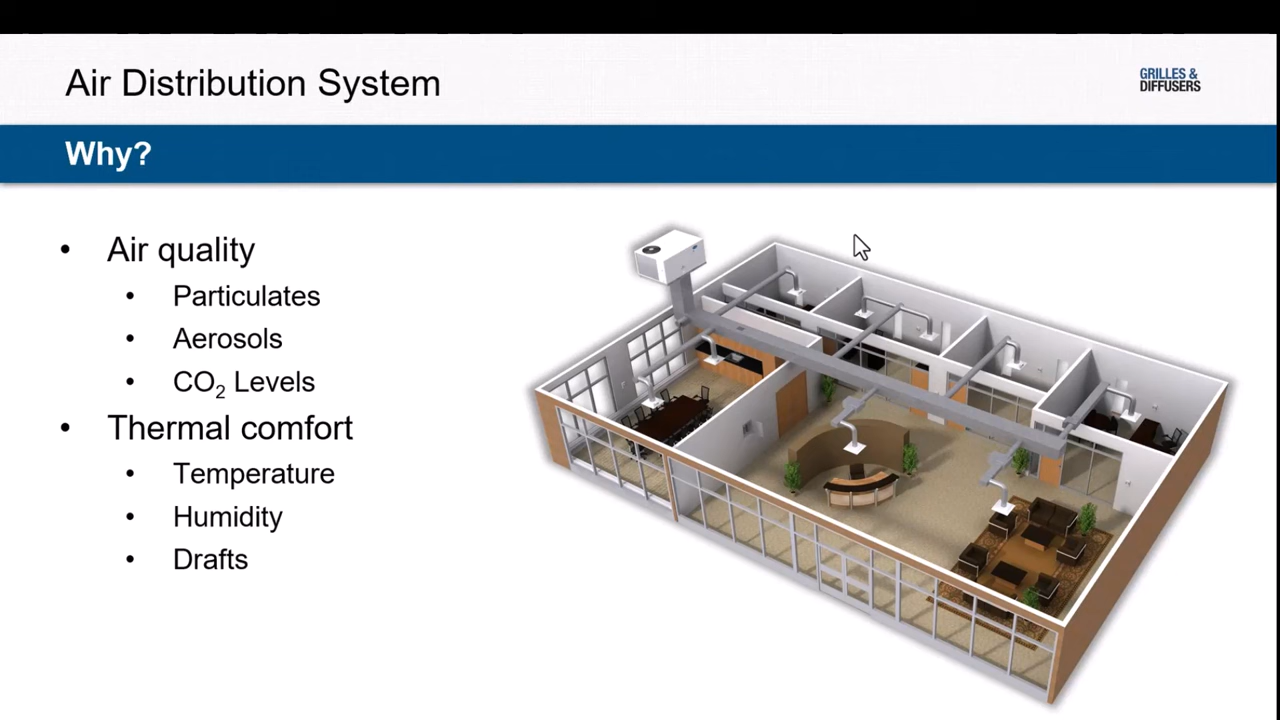 Air Distribution System
GRILLES &
DIFFUSERS
Why?
• Air quality
• Particulates
• Aerosols
• CO₂ Levels
• Thermal comfort
• Temperature
• Humidity
• Drafts